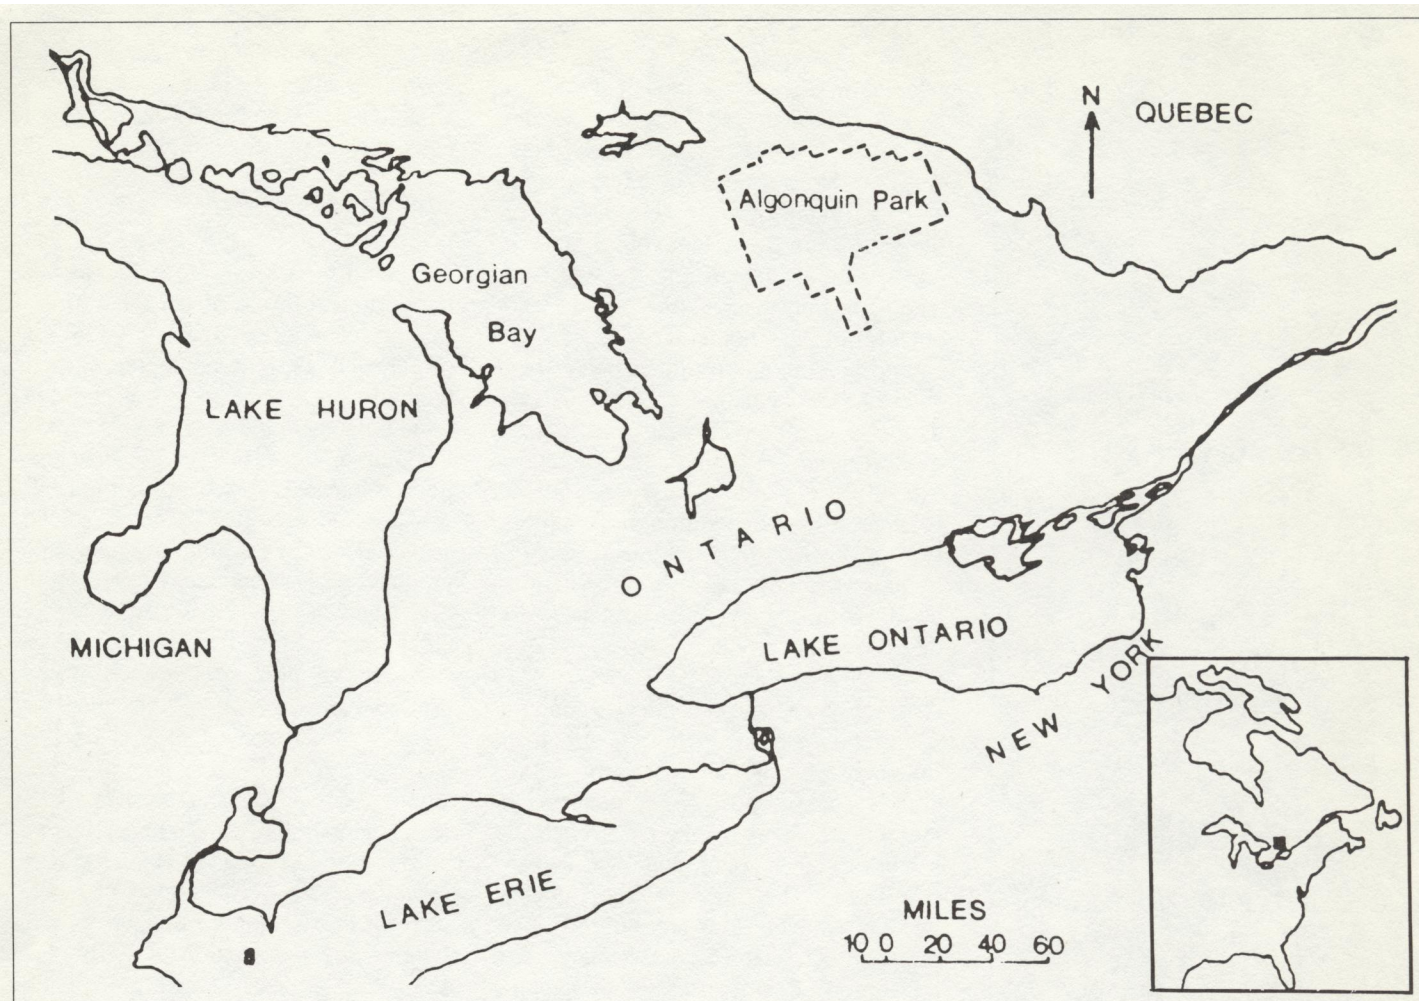 N
QUEBEC
Algonquin Park
Georgian
Bay
LAKE HURON
ONTARIO
MICHIGAN
LAKE ONTARIO
NEW YORK
LAKE ERIE
MILES
10 0 20 40 60